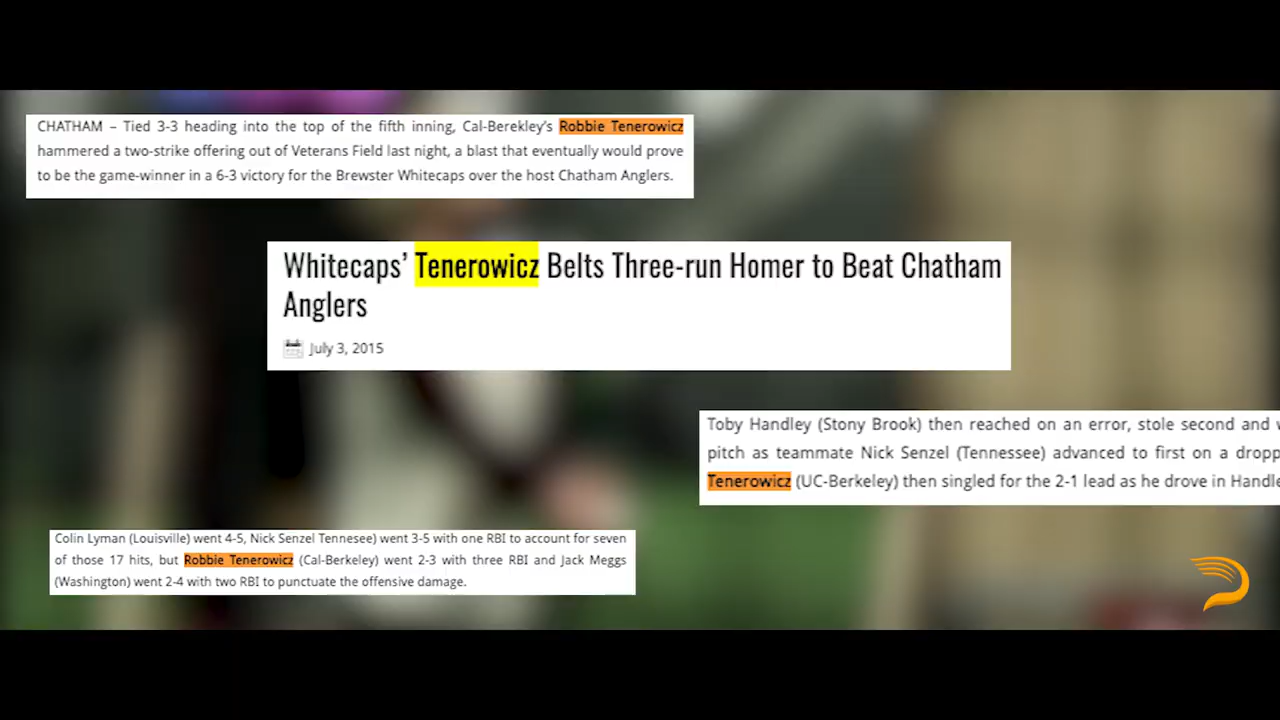 CHATHAM – Tied 3-3 heading into the top of the fifth inning, Cal-Berekley's Robbie Tenerowicz
hammered a two-strike offering out of Veterans Field last night, a blast that eventually would prove
to be the game-winner in a 6-3 victory for the Brewster Whitecaps over the host Chatham Anglers.
Whitecaps' Tenerowicz Belts Three-run Homer to Beat Chatham
Anglers
July 3, 2015
Toby Handley (Stony Brook) then reached on an error, stole second and
pitch as teammate Nick Senzel (Tennessee) advanced to first on a
Tenerowicz (UC-Berkeley) then singled for the 2-1 lead as he drove in
Colin Lyman (Louisville) went 4-5, Nick Senzel Tennesee) went 3-5 with one RBI to account for seven
of those 17 hits, but Robbie Tenerowicz (Cal-Berkeley) went 2-3 with three RBI and Jack Meggs
(Washington) went 2-4 with two RBI to punctuate the offensive damage.